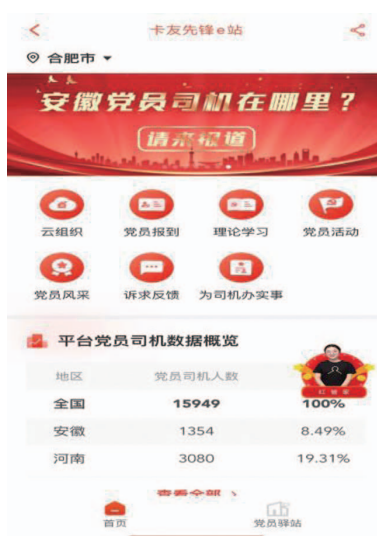 卡友先锋e站
合肥市
安徽党员司机在哪里？
请来报道
云组织 党员报到 理论学习 党员活动
党员风采 诉求反馈 为司机办实事
平台党员司机数据概览
地区 党员司机人数
全国 15949 100%
安徽 1354 8.49%
河南 3080 19.31%
查看全部
首页 党员驿站